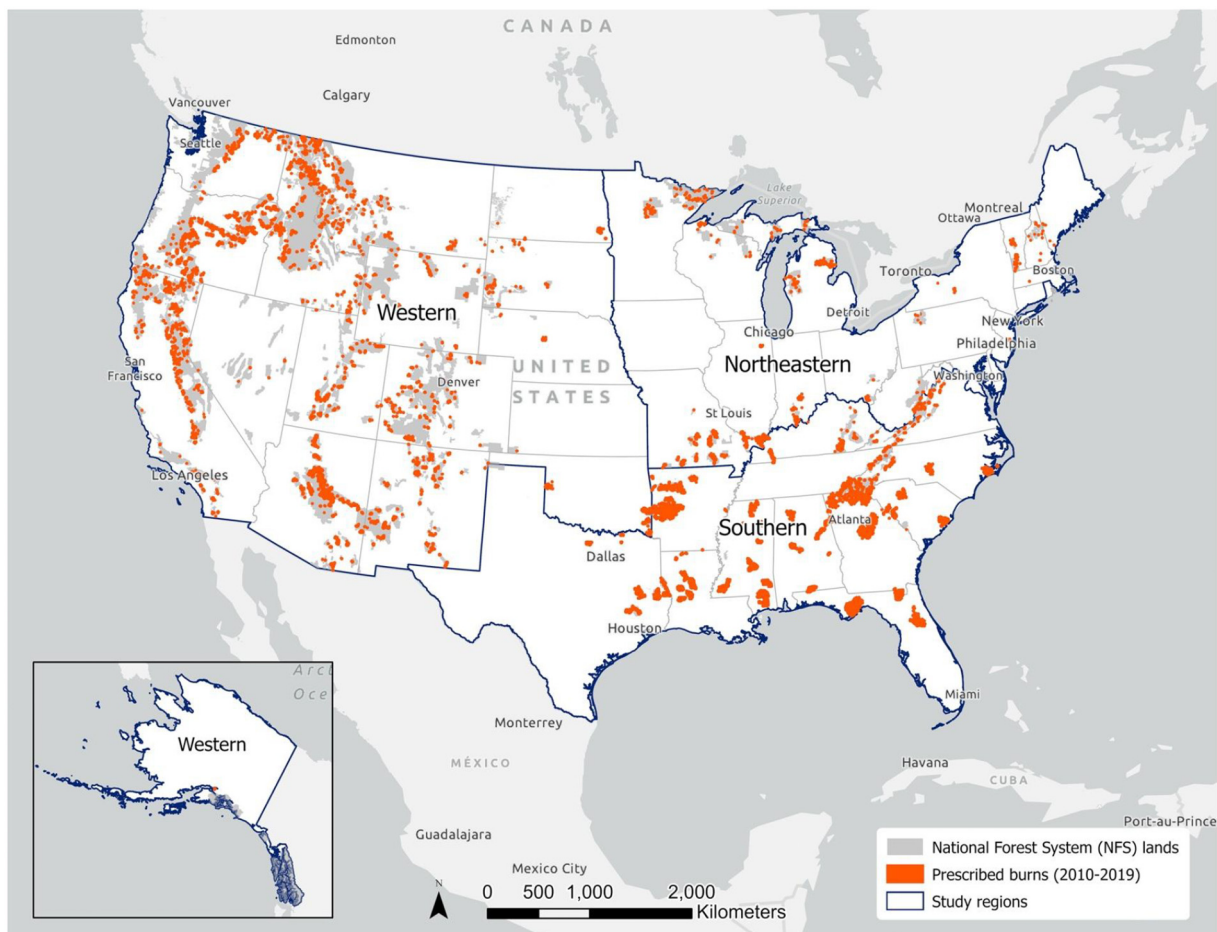 CANADA
Edmonton
Calgary
Vancouver
Seattle
Lake
Superior
Montreal
Ottawa
Toronto
Boston
Detroit
Chicago
New York
Philadelphia
Western
San
Francisco
UNITED
STATES
Denver
Northeastern
Washington
St Louis
Los Angeles
Southern
Atlanta
Dallas
Houston
Miami
Arc
Oce
Western
Monterrey
MÉXICO
Havana
CUBA
Port-au-Prince
Guadalajara
Mexico City
N
0 500 1,000 2,000
Kilometers
National Forest System (NFS) lands
Prescribed burns (2010-2019)
Study regions